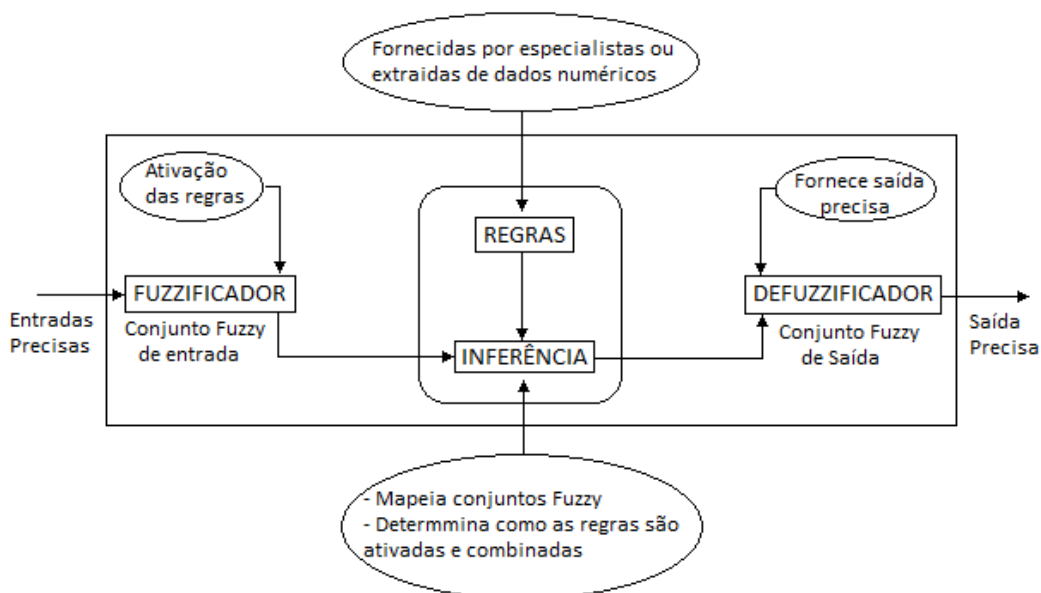 Fornecidas por especialistas ou
extraidas de dados numéricos
Ativação
das regras
Fornece saída
precisa
REGRAS
FUZZIFICADOR
DEFUZZIFICADOR
Entradas
Precisas
Conjunto Fuzzy
de entrada
INFERÊNCIA
Conjunto Fuzzy
de Saída
Saída
Precisa
- Mapeia conjuntos Fuzzy
- Determmina como as regras são
ativadas e combinadas